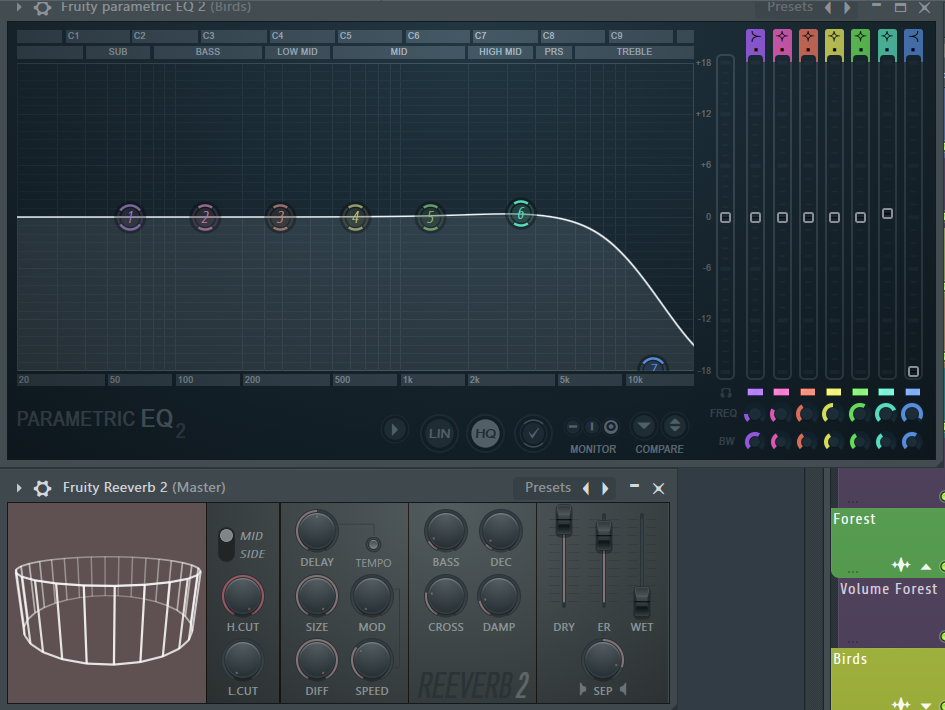 Fruity parametric EQ 2 (Birds) Presets
C1 C2 C3 C4 C5 C6 C7 C8 C9
SUB BASS LOW MID MID HIGH MID PRS TREBLE
+18
+12
+6
0
-6
-12
-18
1 2 3 4 5 6
7
20 50 100 200 500 1k 2k 5k 10k
FREQ
BW
PARAMETRIC EQ 2
LIN HQ
MONITOR COMPARE
Fruity Reeverb 2 (Master) Presets
MID
SIDE
H.CUT
L.CUT
DELAY TEMPO
SIZE MOD
DIFF SPEED
BASS DEC
CROSS DAMP
REEVERB 2
DRY ER WET
SEP
Forest
Volume Forest
Birds